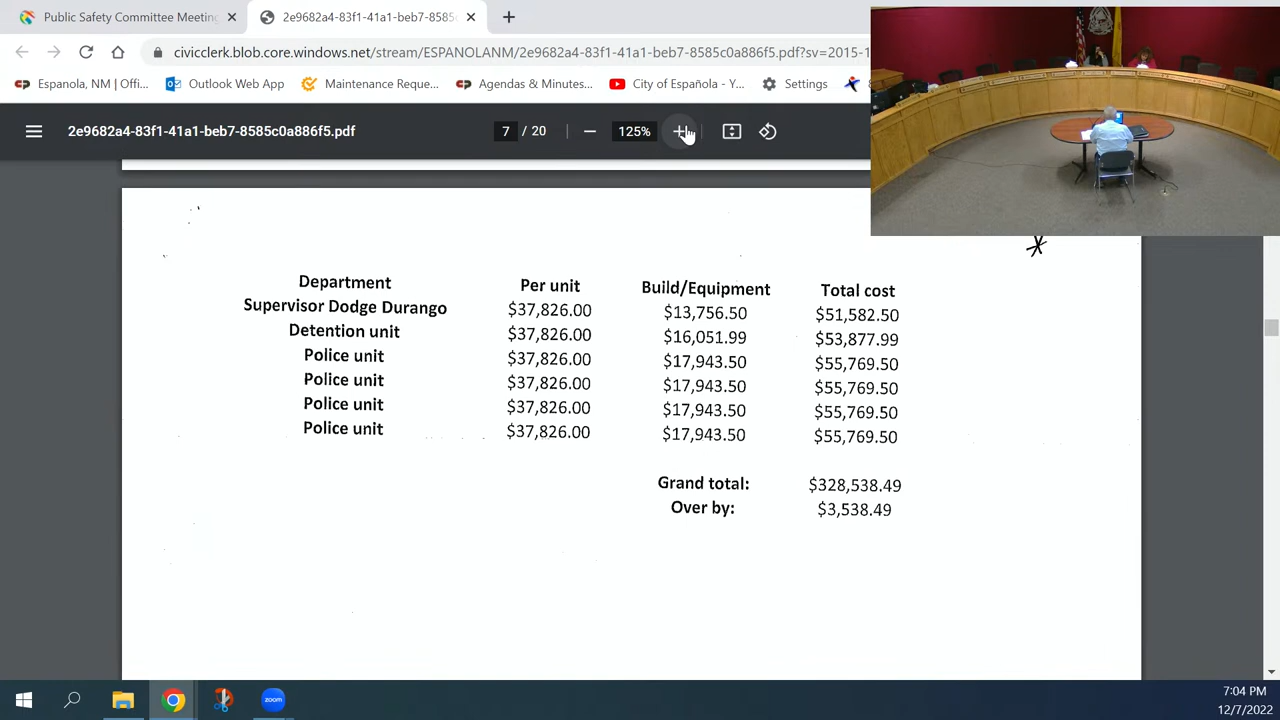 Public Safety Committee Meeting
2e9682a4-83f1-41a1-beb7-8585c
civicclerk.blob.core.windows.net/stream/ESPANOLANM/2e9682a4-83f1-41a1-beb7-8585c0a886f5.pdf?sv=2015-1
Espanola, NM | Offi...
Outlook Web App
Maintenance Reque...
Agendas & Minutes...
City of Española - Y...
Settings
2e9682a4-83f1-41a1-beb7-8585c0a886f5.pdf
7 / 20
125%
Department Per unit Build/Equipment Total cost
Supervisor Dodge Durango $37,826.00 $13,756.50 $51,582.50
Detention unit $37,826.00 $16,051.99 $53,877.99
Police unit $37,826.00 $17,943.50 $55,769.50
Police unit $37,826.00 $17,943.50 $55,769.50
Police unit $37,826.00 $17,943.50 $55,769.50
Police unit $37,826.00 $17,943.50 $55,769.50
Grand total: $328,538.49
Over by: $3,538.49
zoom
7:04 PM
12/7/2022